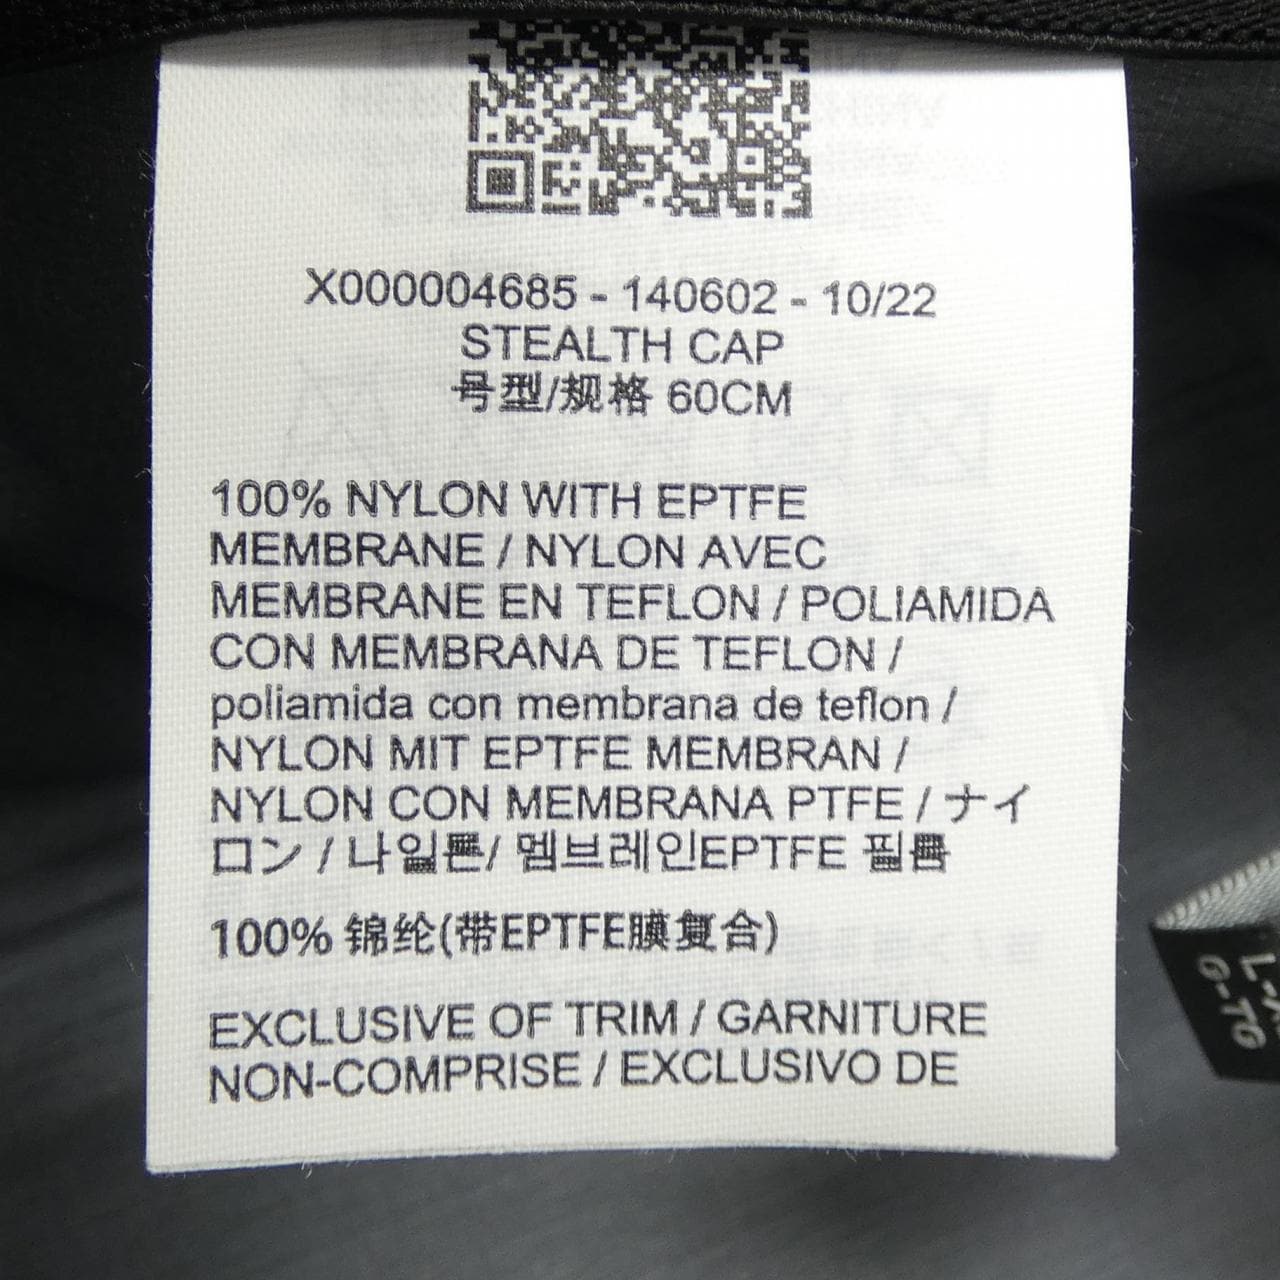 X000004685 - 140602 - 10/22
STEALTH CAP
号型/规格 60CM
100% NYLON WITH EPTFE
MEMBRANE / NYLON AVEC
MEMBRANE EN TEFLON / POLIAMIDA
CON MEMBRANA DE TEFLON /
poliamida con membrana de teflon /
NYLON MIT EPTFE MEMBRAN /
NYLON CON MEMBRANA PTFE / ナイ
ロン / 나일론/ 멤브레인EPTFE 필름
100% 锦纶(带EPTFE膜复合)
EXCLUSIVE OF TRIM / GARNITURE
NON-COMPRISE / EXCLUSIVO DE
G-TG